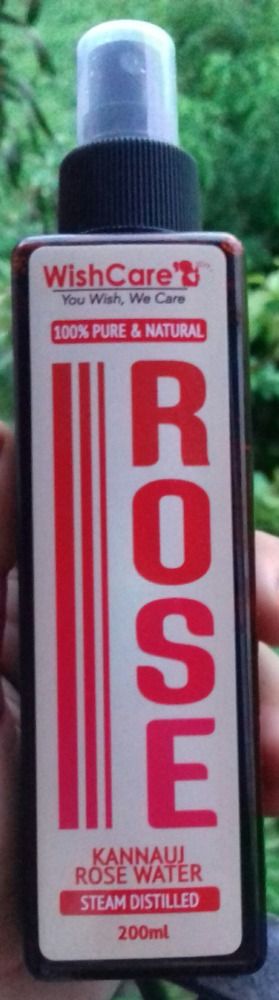 WishCare
You Wish, We Care
100% PURE & NATURAL
ROSE
KANNAUJ
ROSE WATER
STEAM DISTILLED
200ml